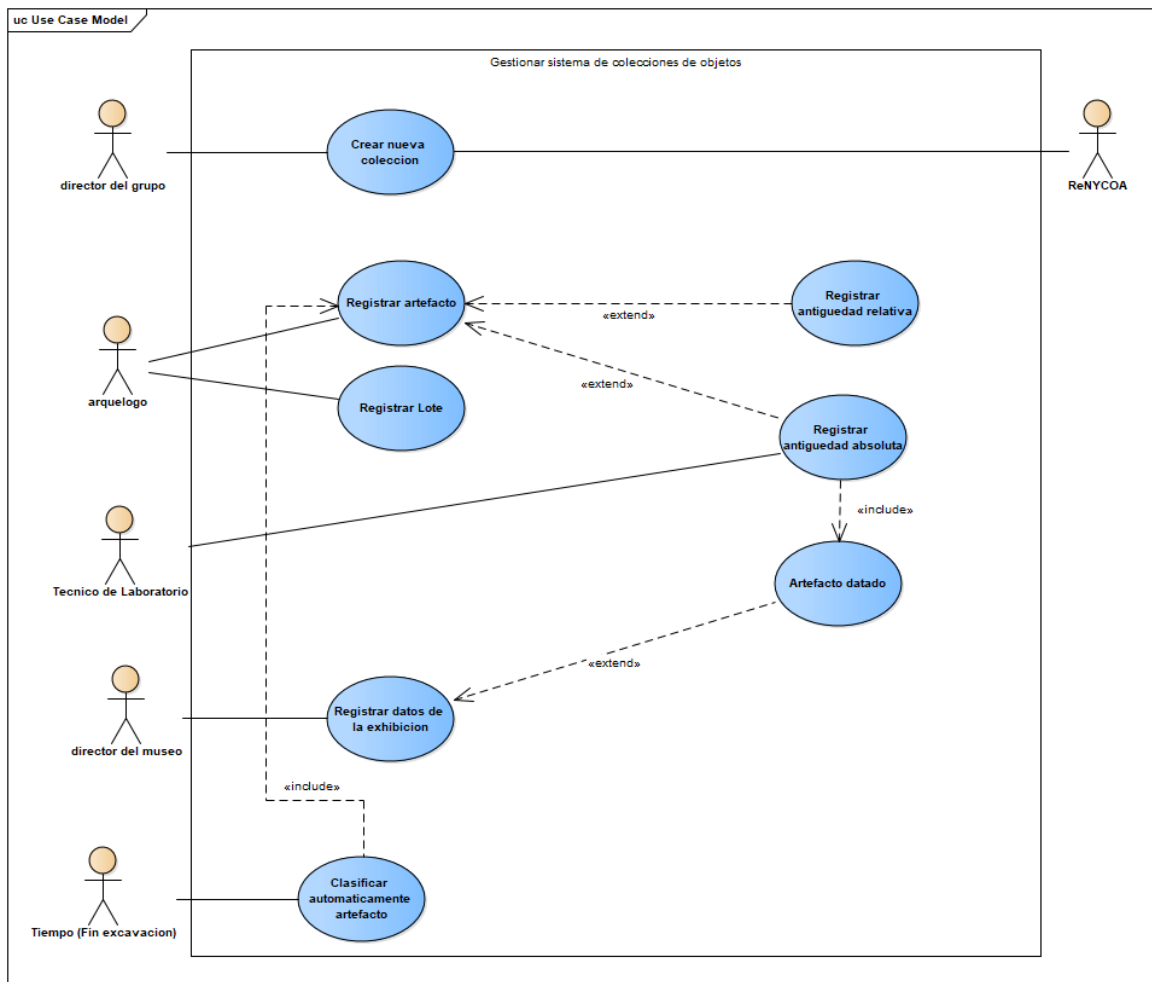 uc Use Case Model
Gestionar sistema de colecciones de objetos
director del grupo
Crear nueva
coleccion
ReNYCOA
Registrar artefacto
«extend»
Registrar
antiguedad relativa
arquelogo
«extend»
Registrar Lote
Registrar
antiguedad absoluta
«include»
Tecnico de Laboratorio
Artefacto datado
«extend»
director del museo
Registrar datos de
la exhibicion
«include»
Tiempo (Fin excavacion)
Clasificar
automaticamente
artefacto